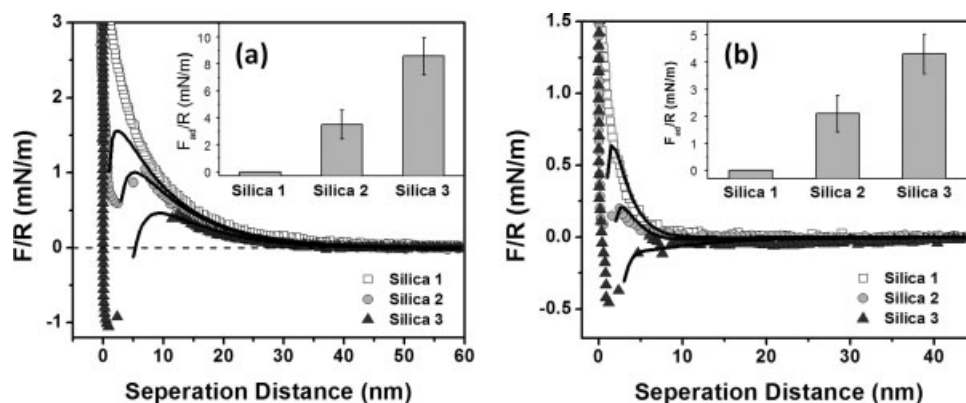 3
2
1
0
-1
F/R (mN/m)
0 10 20 30 40 50 60
Seperation Distance (nm)
(a)
10
8
6
4
2
0
F_ad/R (mN/m)
Silica 1 Silica 2 Silica 3
Silica 1
Silica 2
Silica 3
1.5
1.0
0.5
0.0
-0.5
F/R (mN/m)
0 10 20 30 40
Seperation Distance (nm)
(b)
5
4
3
2
1
0
F_ad/R (mN/m)
Silica 1 Silica 2 Silica 3
Silica 1
Silica 2
Silica 3